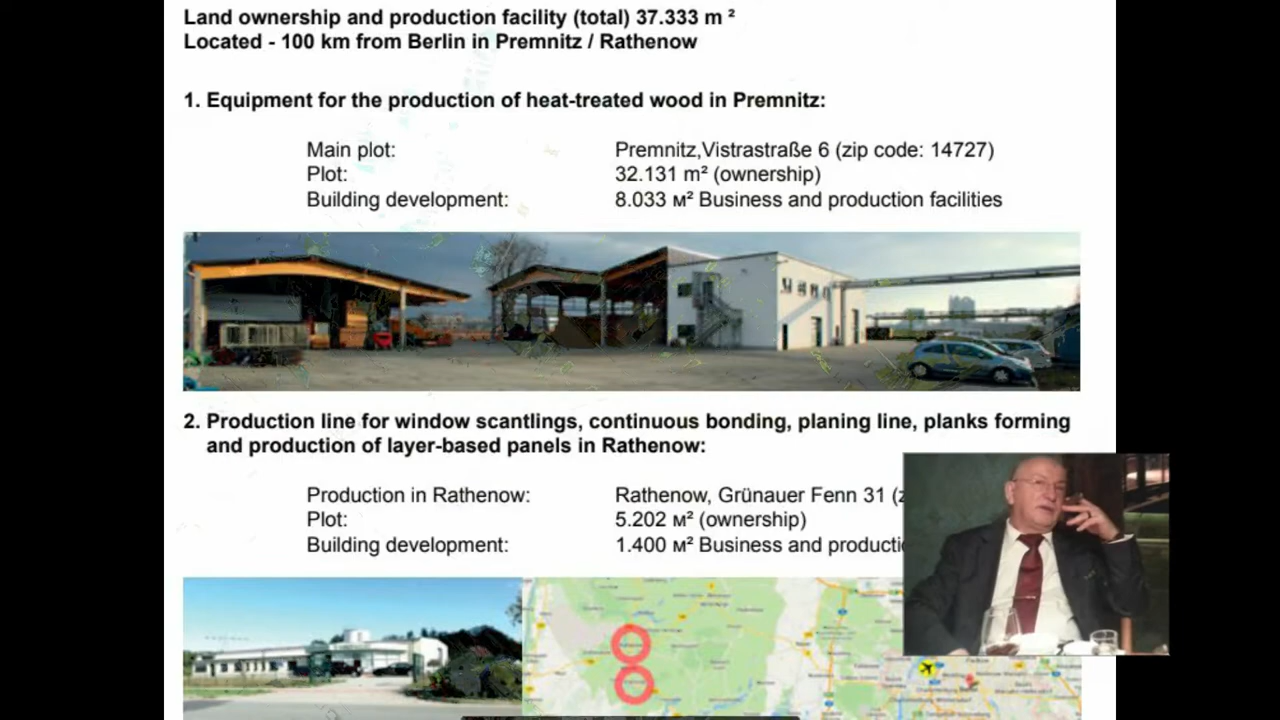 Land ownership and production facility (total) 37.333 m ²
Located - 100 km from Berlin in Premnitz / Rathenow
1. Equipment for the production of heat-treated wood in Premnitz:
Main plot: Premnitz,Vistrastraße 6 (zip code: 14727)
Plot: 32.131 m² (ownership)
Building development: 8.033 м² Business and production facilities
2. Production line for window scantlings, continuous bonding, planing line, planks forming
and production of layer-based panels in Rathenow:
Production in Rathenow: Rathenow, Grünauer Fenn 31
Plot: 5.202 м² (ownership)
Building development: 1.400 м² Business and